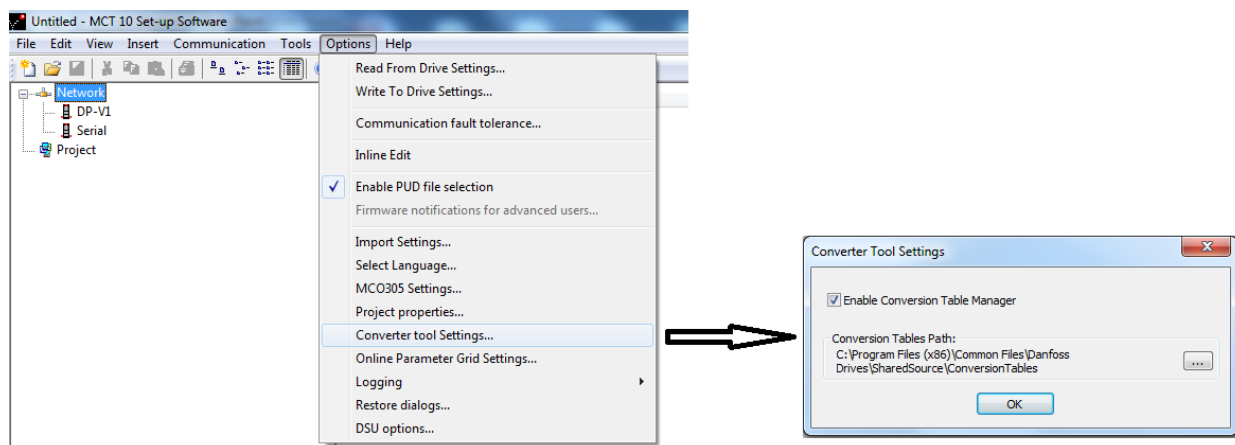 Untitled - MCT 10 Set-up Software
File Edit View Insert Communication Tools Options Help
Network
DP-V1
Serial
Project
Read From Drive Settings...
Write To Drive Settings...
Communication fault tolerance...
Inline Edit
Enable PUD file selection
Firmware notifications for advanced users...
Import Settings...
Select Language...
MCO305 Settings...
Project properties...
Converter tool Settings...
Online Parameter Grid Settings...
Logging
Restore dialogs...
DSU options...
Converter Tool Settings
Enable Conversion Table Manager
Conversion Tables Path:
C:\Program Files (x86)\Common Files\Danfoss
Drives\SharedSource\ConversionTables
...
OK